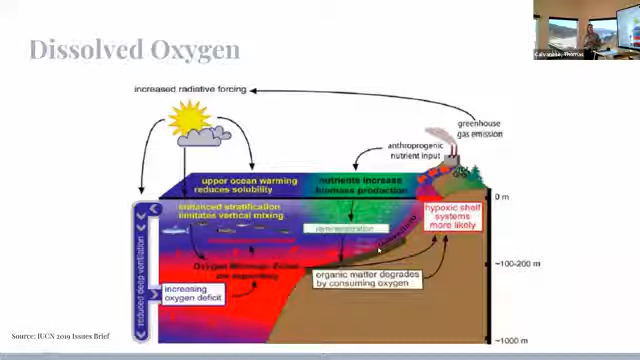 Dissolved Oxygen
Calvanese, Thomas
increased radiative forcing
greenhouse
gas emission
anthropogenic
nutrient input
upper ocean warming
reduces solubility
nutrients increase
biomass production
0 m
enhanced stratification
limitates vertical mixing
remineralization
hypoxic shelf
systems
more likely
reduced deep ventilation
Oxygen Minimum Zones
are expanding
~100-200 m
organic matter degrades
by consuming oxygen
increasing
oxygen deficit
Source: IUCN 2019 Issues Brief
~1000 m